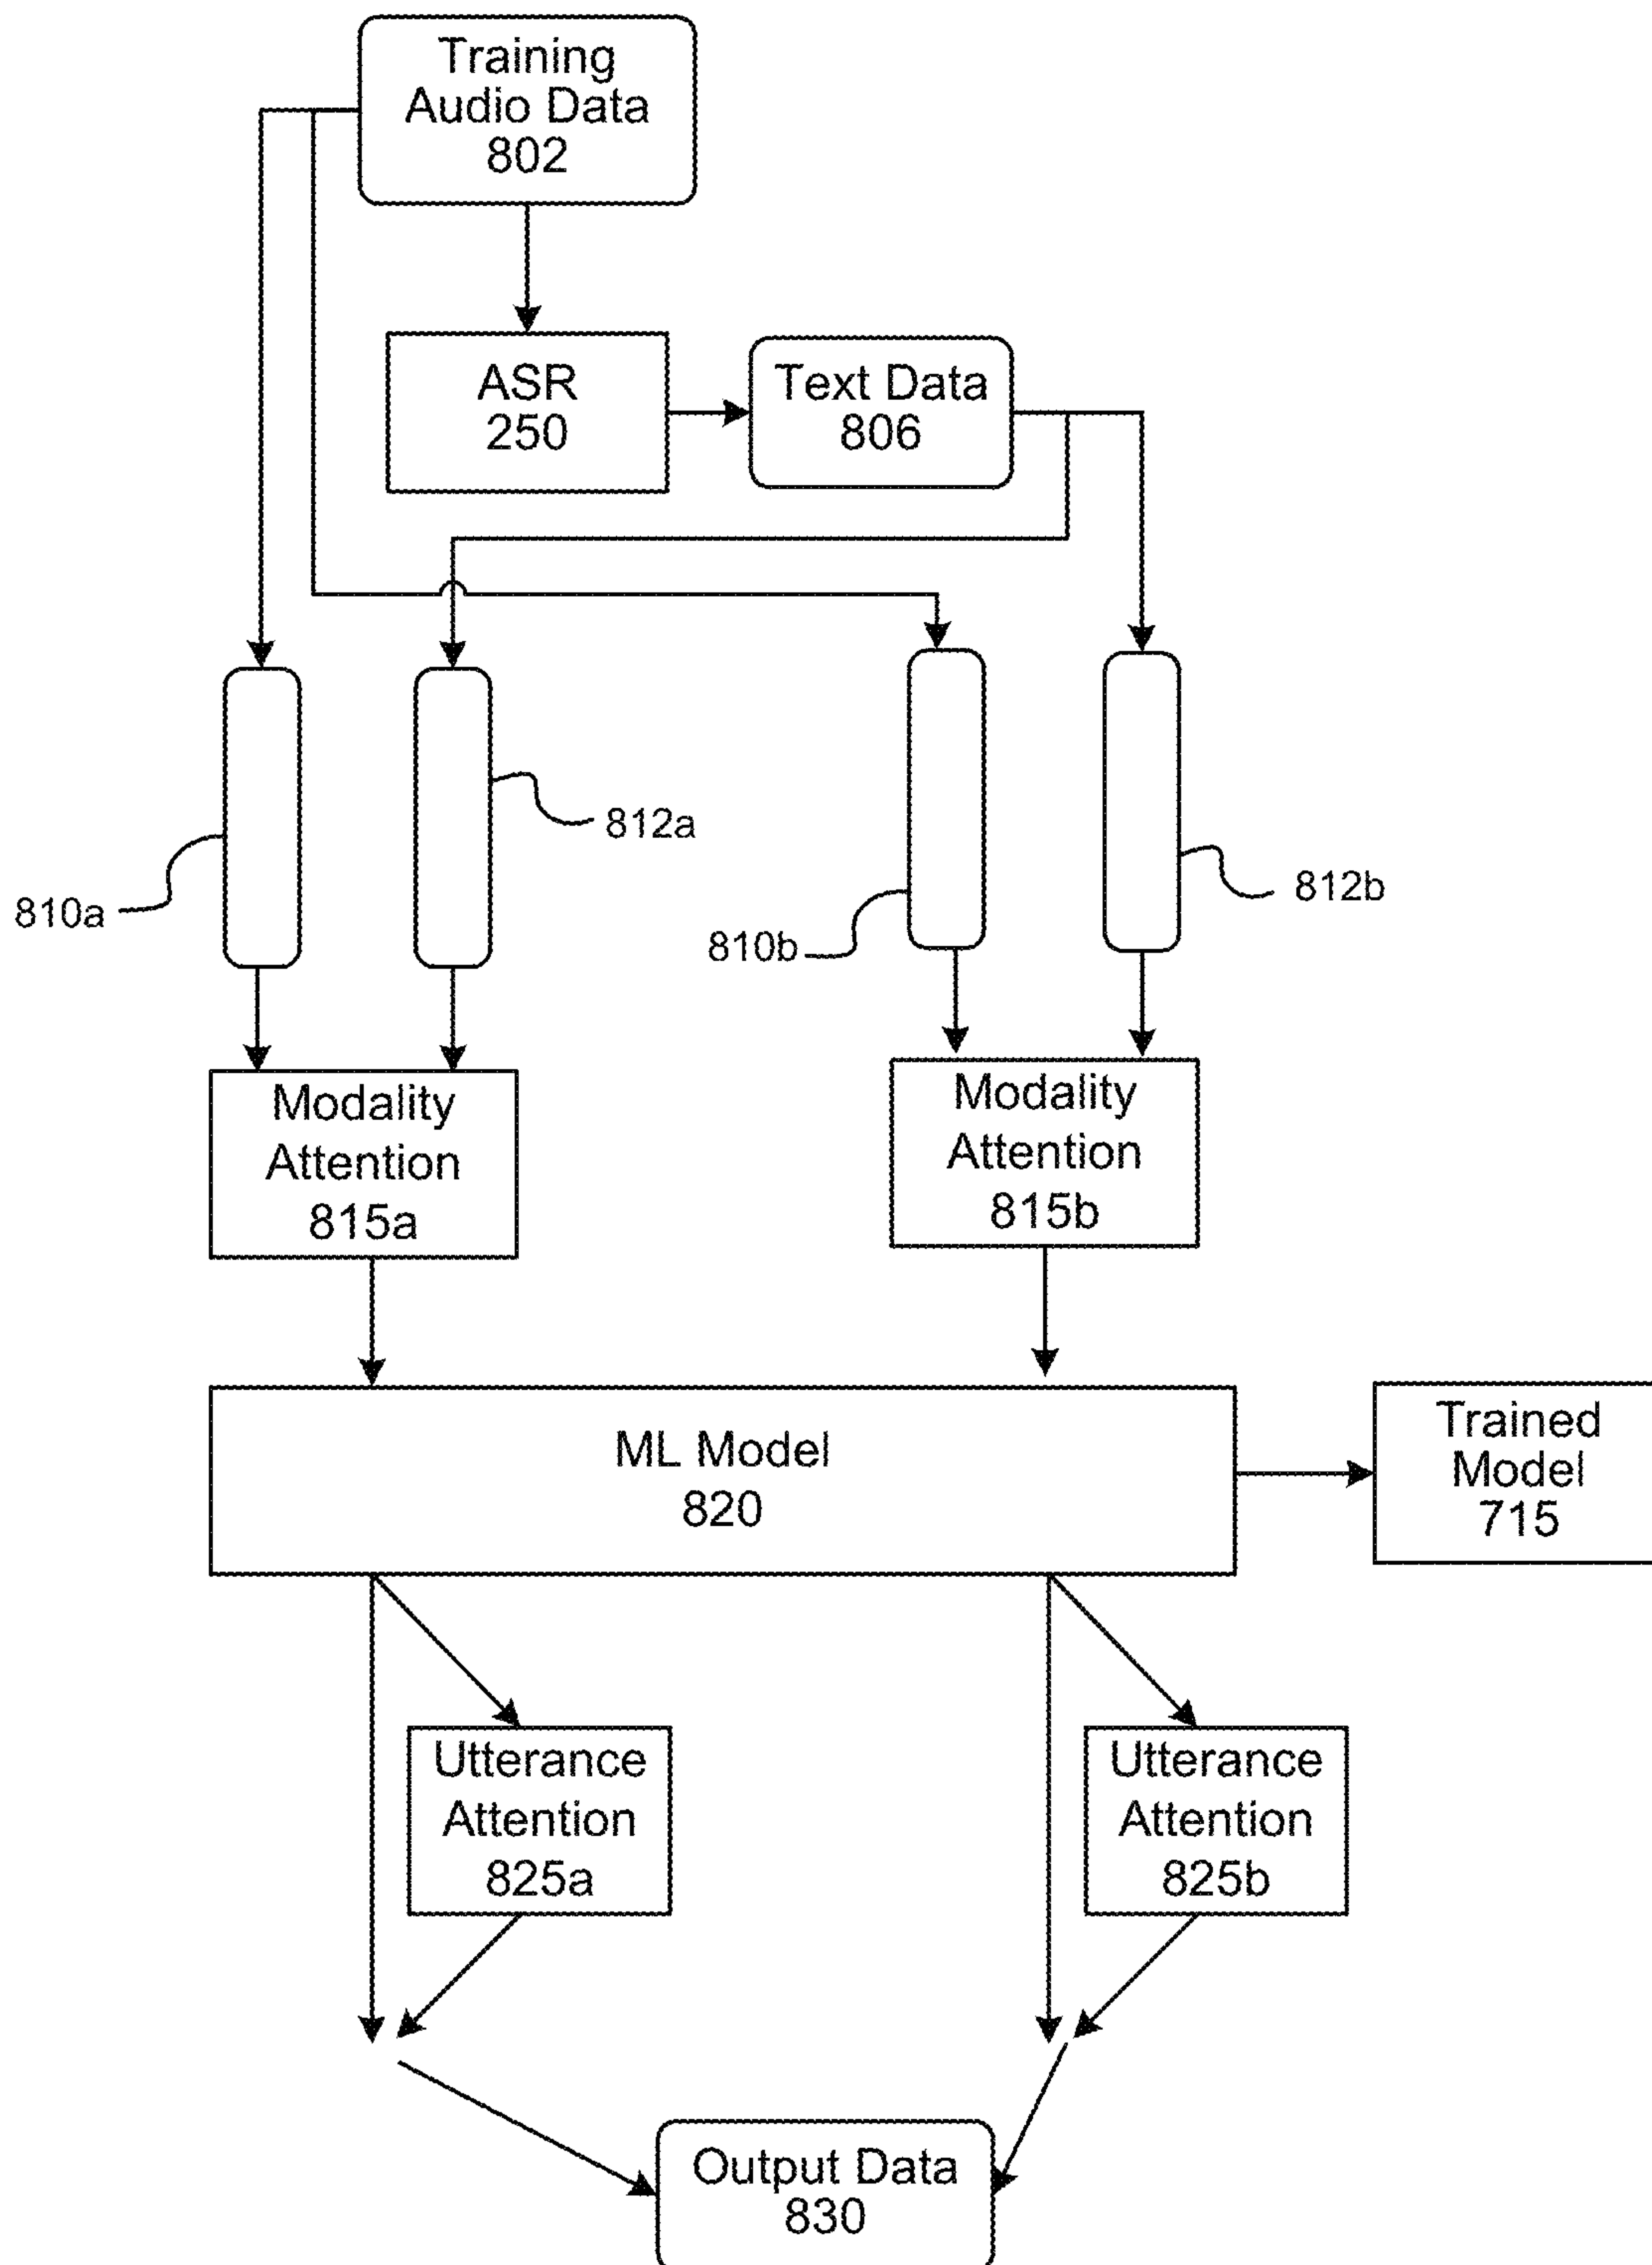 Training
Audio Data
802
ASR
250
Text Data
806
812a
810a
812b
810b
Modality
Attention
815a
Modality
Attention
815b
ML Model
820
Trained
Model
715
Utterance
Attention
825a
Utterance
Attention
825b
Output Data
830